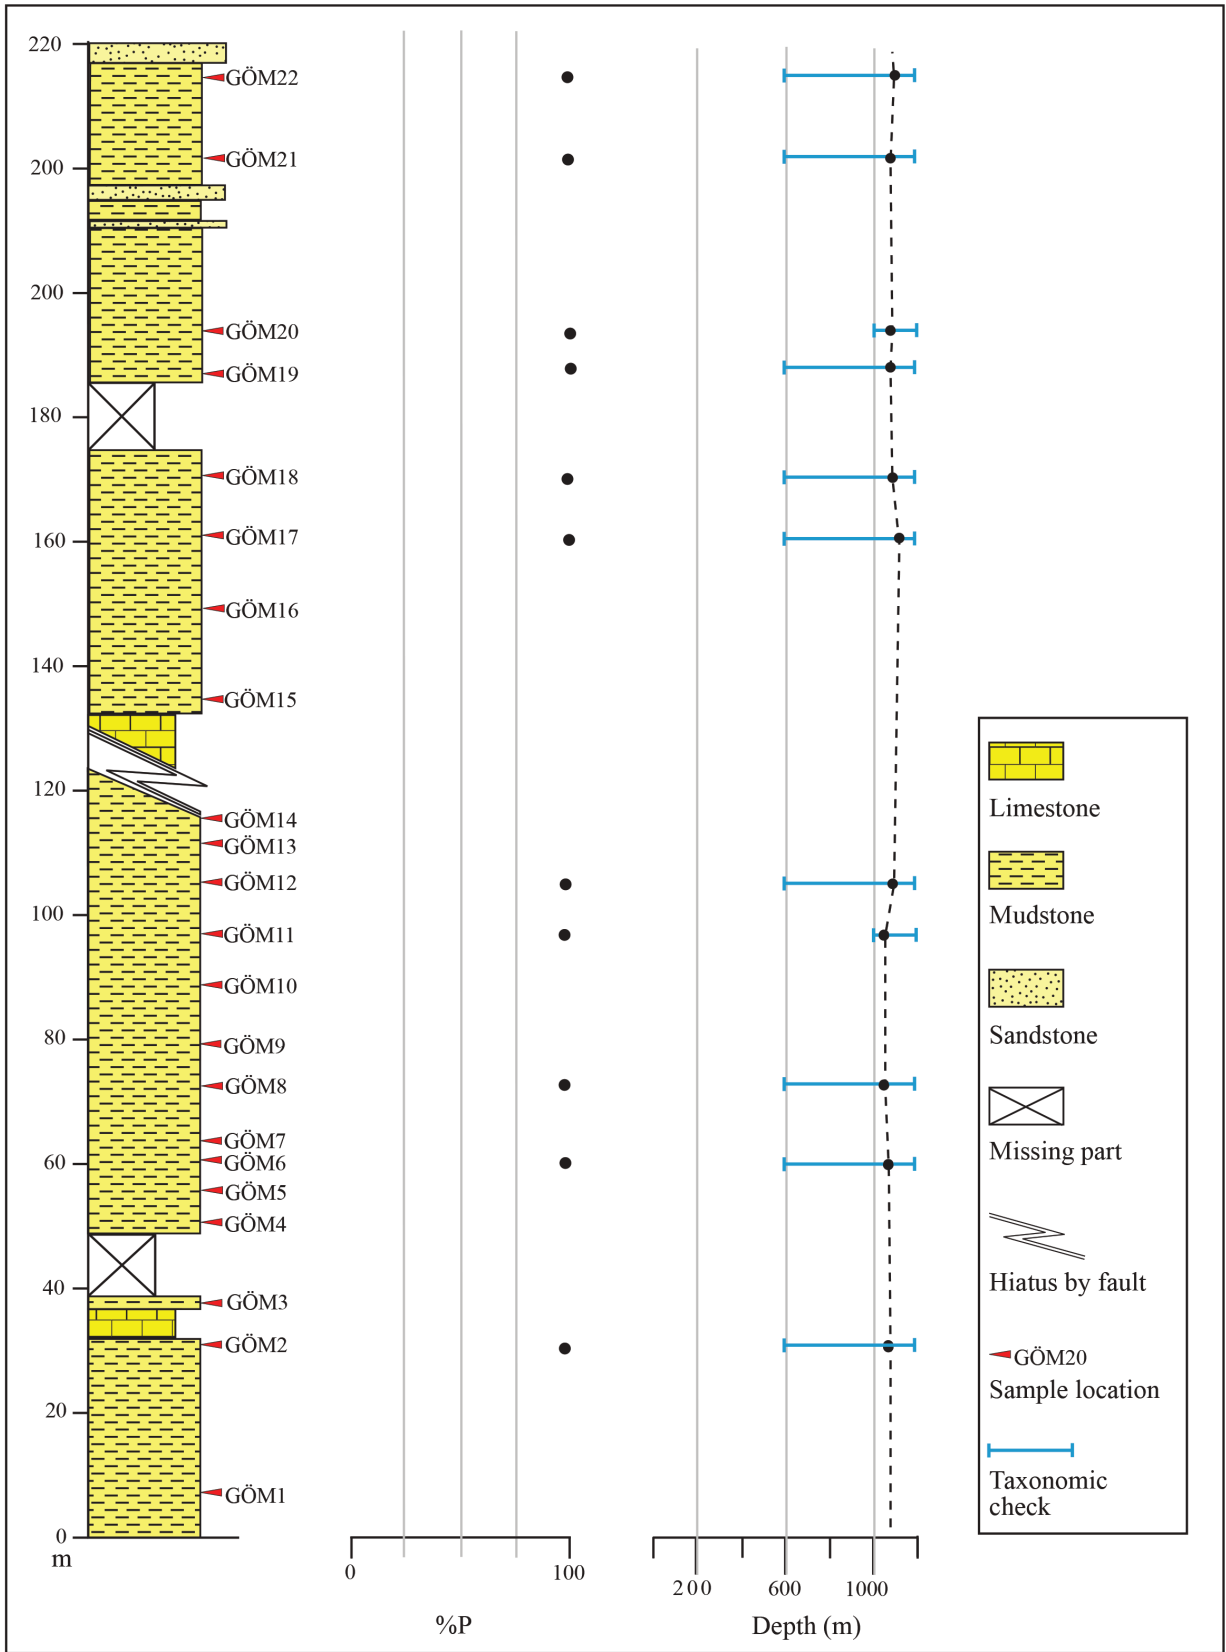 220
GÖM22
GÖM21
200
200
GÖM20
GÖM19
180
GÖM18
160
GÖM17
GÖM16
140
GÖM15
120
GÖM14
GÖM13
GÖM12
100
GÖM11
GÖM10
80
GÖM9
GÖM8
GÖM7
60
GÖM6
GÖM5
GÖM4
40
GÖM3
GÖM2
20
GÖM1
0
m
0
100
%P
200
600
1000
Depth (m)
Limestone
Mudstone
Sandstone
Missing part
Hiatus by fault
GÖM20
Sample location
Taxonomic
check